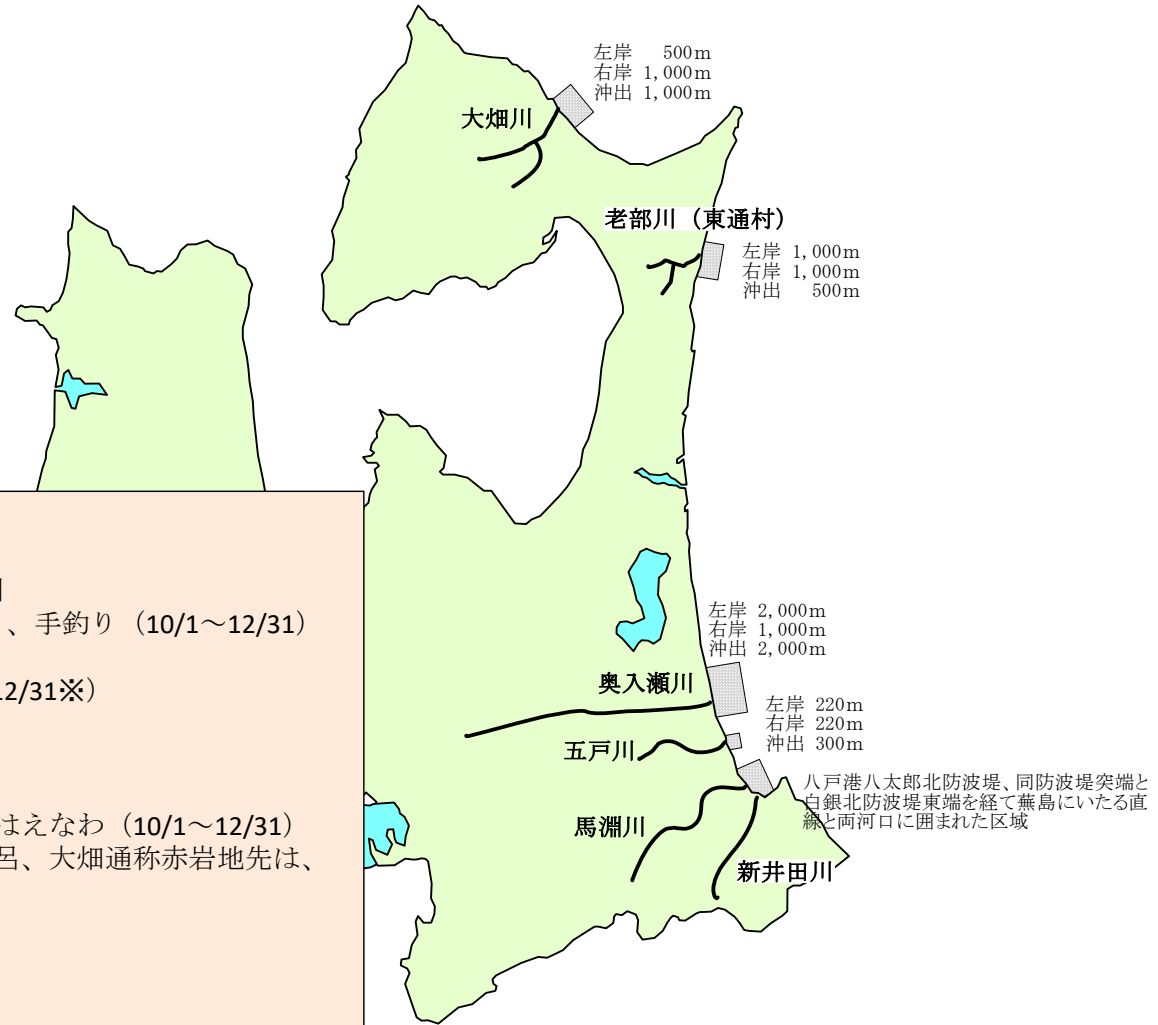 左岸 500m
右岸 1,000m
沖出 1,000m
大畑川
老部川（東通村）
左岸 1,000m
右岸 1,000m
沖出 500m
左岸 2,000m
右岸 1,000m
沖出 2,000m
奥入瀬川
左岸 220m
右岸 220m
沖出 300m
五戸川
八戸港八太郎北防波堤、同防波堤突端と
白銀北防波堤東端を経て蕪島にいたる直
線と両河口に囲まれた区域
馬淵川
新井田川
、手釣り（10/1～12/31）
12/31※）
はえなわ（10/1～12/31）
呂、大畑通称赤岩地先は、